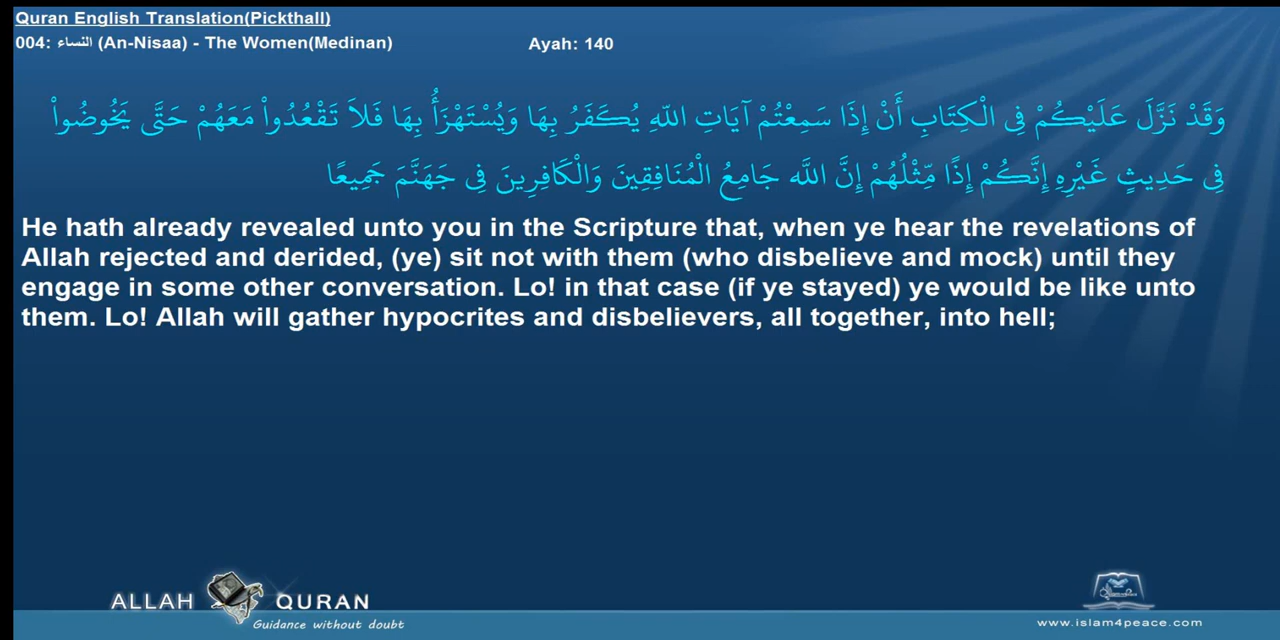 Quran English Translation(Pickthall)
004: النساء (An-Nisaa) - The Women(Medinan) Ayah: 140
وَقَدْ نَزَّلَ عَلَيْكُمْ فِي الْكِتَابِ أَنْ إِذَا سَمِعْتُمْ آيَاتِ اللّهِ يُكَفَرُ بِهَا وَيُسْتَهْزَأُ بِهَا فَلاَ تَقْعُدُواْ مَعَهُمْ حَتَّى يَخُوضُواْ
فِي حَدِيثٍ غَيْرِهِ إِنَّكُمْ إِذًا مِّثْلُهُمْ إِنَّ اللَّه جَامِعُ الْمُنَافِقِينَ وَالْكَافِرِينَ فِي جَهَنَّمَ جَمِيعًا
He hath already revealed unto you in the Scripture that, when ye hear the revelations of
Allah rejected and derided, (ye) sit not with them (who disbelieve and mock) until they
engage in some other conversation. Lo! in that case (if ye stayed) ye would be like unto
them. Lo! Allah will gather hypocrites and disbelievers, all together, into hell;
ALLAH QURAN
Guidance without doubt
www.islam4peace.com